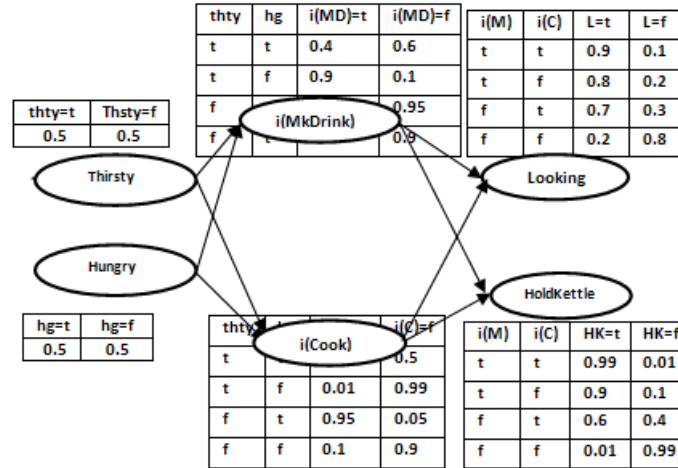 thty hg i(MD)=t i(MD)=f
t t 0.4 0.6
t f 0.9 0.1
f 0.95
f t 0.9
i(M) i(C) L=t L=f
t t 0.9 0.1
t f 0.8 0.2
f t 0.7 0.3
f f 0.2 0.8
thty=t Thsty=f
0.5 0.5
i(MkDrink)
Thirsty
Looking
Hungry
HoldKettle
hg=t hg=f
0.5 0.5
thty i(C)=f
i(Cook)
t 0.5
t f 0.01 0.99
f t 0.95 0.05
f f 0.1 0.9
i(M) i(C) HK=t HK=f
t t 0.99 0.01
t f 0.9 0.1
f t 0.6 0.4
f f 0.01 0.99